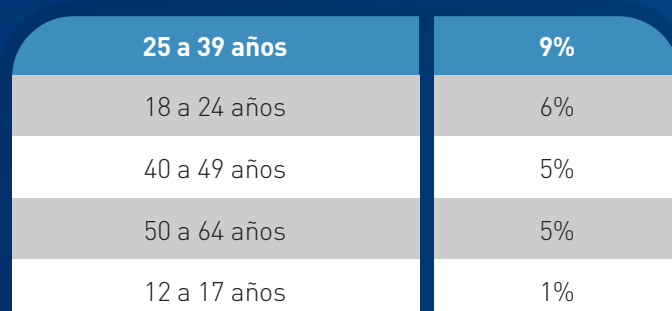 25 a 39 años 9%
18 a 24 años 6%
40 a 49 años 5%
50 a 64 años 5%
12 a 17 años 1%